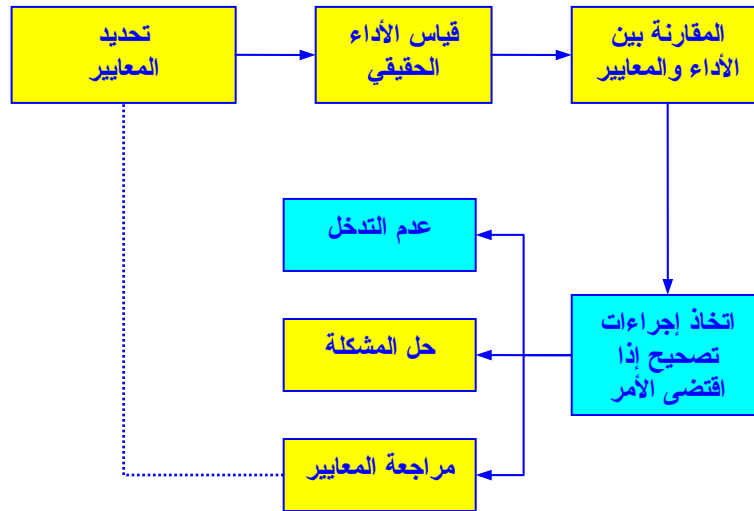 تحديد
المعايير
قياس الأداء
الحقيقي
المقارنة بين
الأداء والمعايير
عدم التدخل
اتخاذ إجراءات
تصحيح إذا
اقتضى الأمر
حل المشكلة
مراجعة المعايير